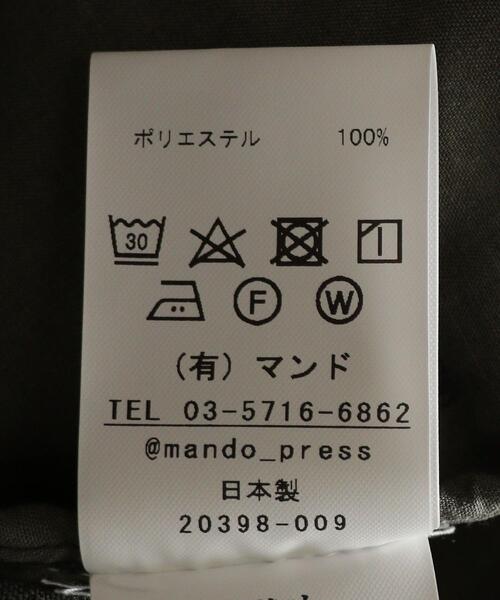 ポリエステル 100%
30
F W
(有) マンド
TEL 03-5716-6862
@mando_press
日本製
20398-009